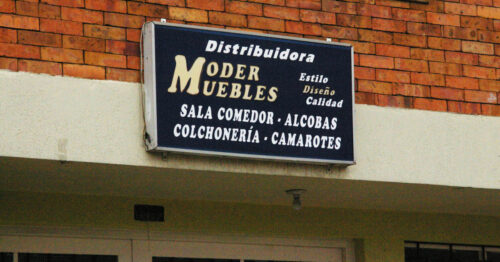 Distribuidora
MODER MUEBLES
Estilo
Diseño
Calidad
SALA COMEDOR - ALCOBAS
COLCHONERÍA - CAMAROTES